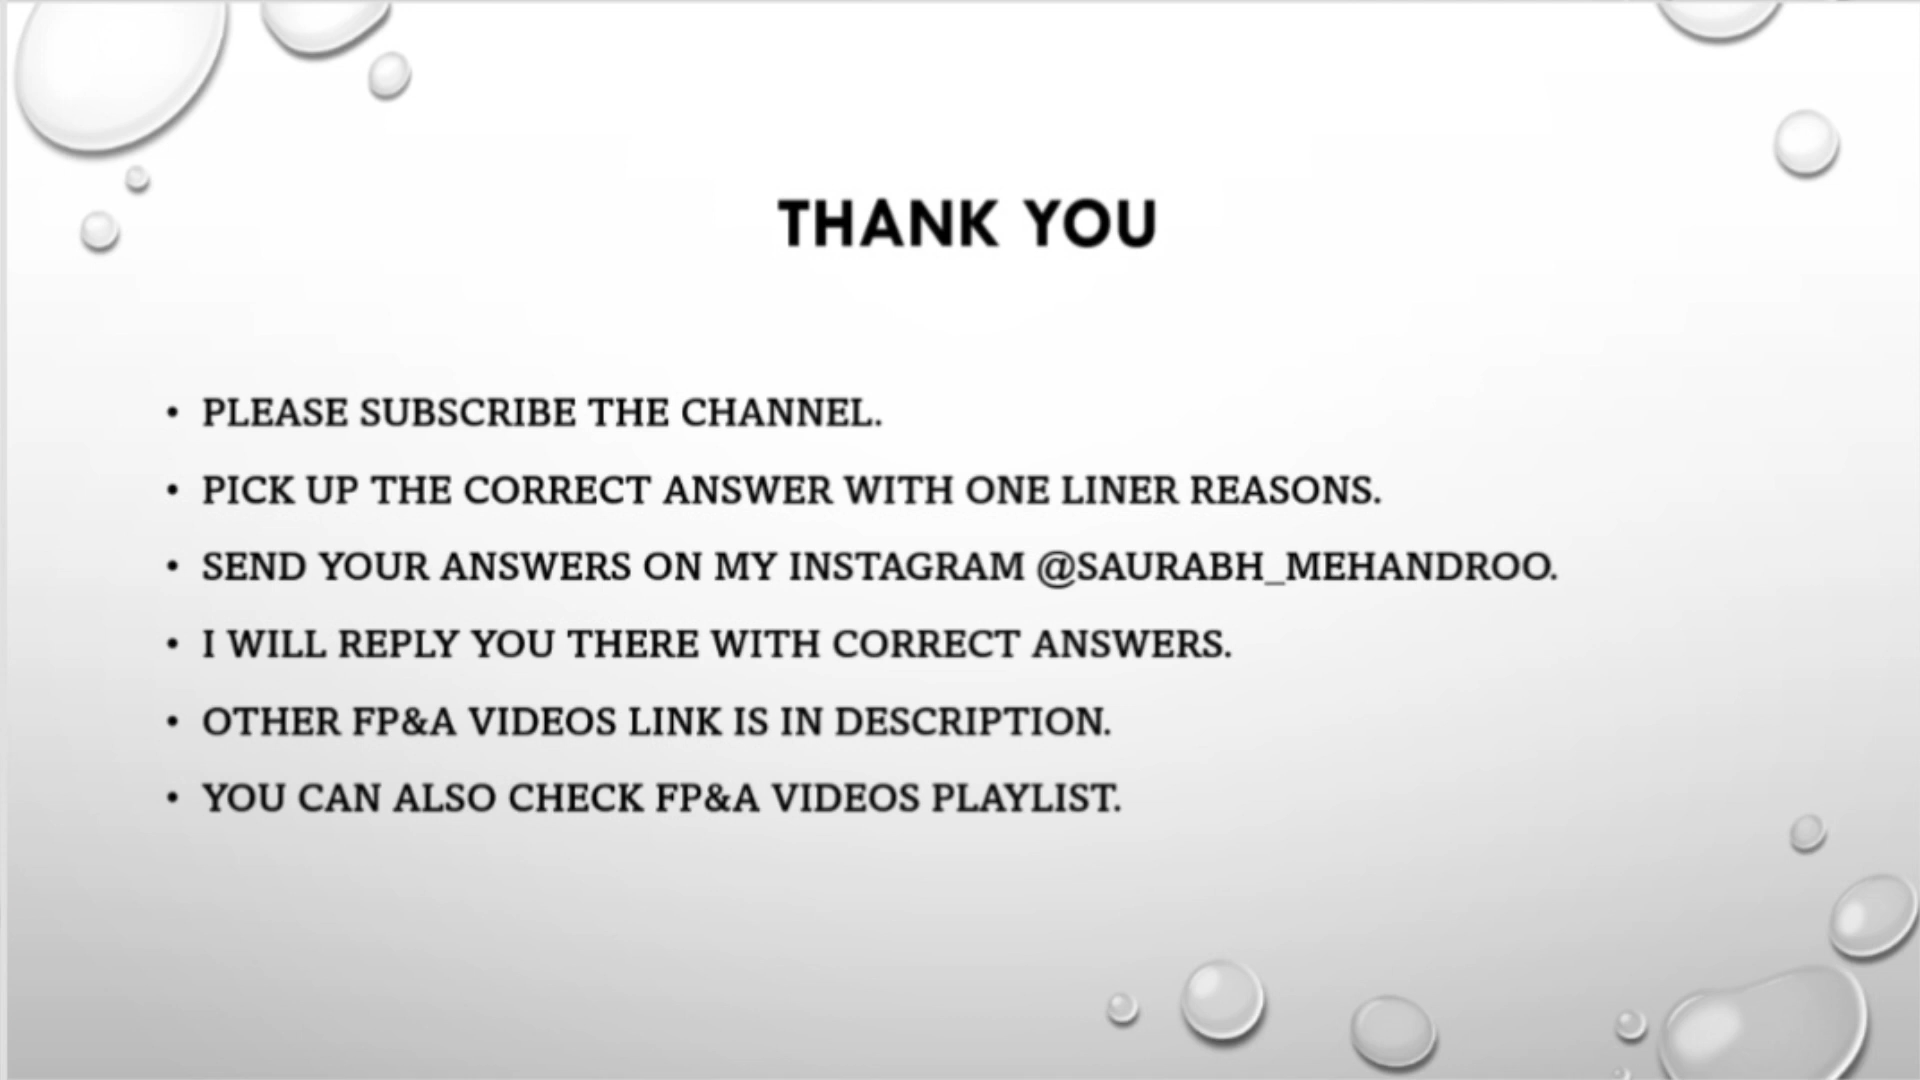 THANK YOU
• PLEASE SUBSCRIBE THE CHANNEL.
• PICK UP THE CORRECT ANSWER WITH ONE LINER REASONS.
• SEND YOUR ANSWERS ON MY INSTAGRAM @SAURABH_MEHANDROO.
• I WILL REPLY YOU THERE WITH CORRECT ANSWERS.
• OTHER FP&A VIDEOS LINK IS IN DESCRIPTION.
• YOU CAN ALSO CHECK FP&A VIDEOS PLAYLIST.